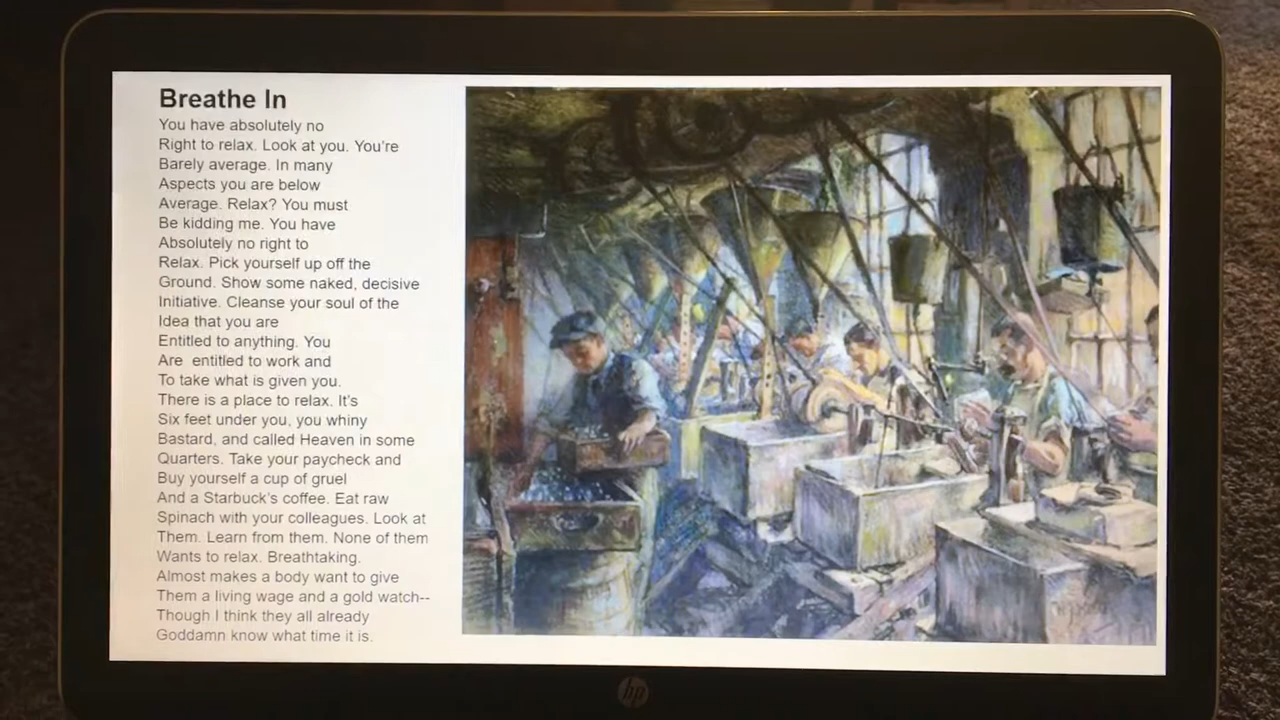 Breathe In
You have absolutely no
Right to relax. Look at you. You're
Barely average. In many
Aspects you are below
Average. Relax? You must
Be kidding me. You have
Absolutely no right to
Relax. Pick yourself up off the
Ground. Show some naked, decisive
Initiative. Cleanse your soul of the
Idea that you are
Entitled to anything. You
Are  entitled to work and
To take what is given you.
There is a place to relax. It's
Six feet under you, you whiny
Bastard, and called Heaven in some
Quarters. Take your paycheck and
Buy yourself a cup of gruel
And a Starbuck's coffee. Eat raw
Spinach with your colleagues. Look at
Them. Learn from them. None of them
Wants to relax. Breathtaking.
Almost makes a body want to give
Them a living wage and a gold watch--
Though I think they all already
Goddamn know what time it is.
hp